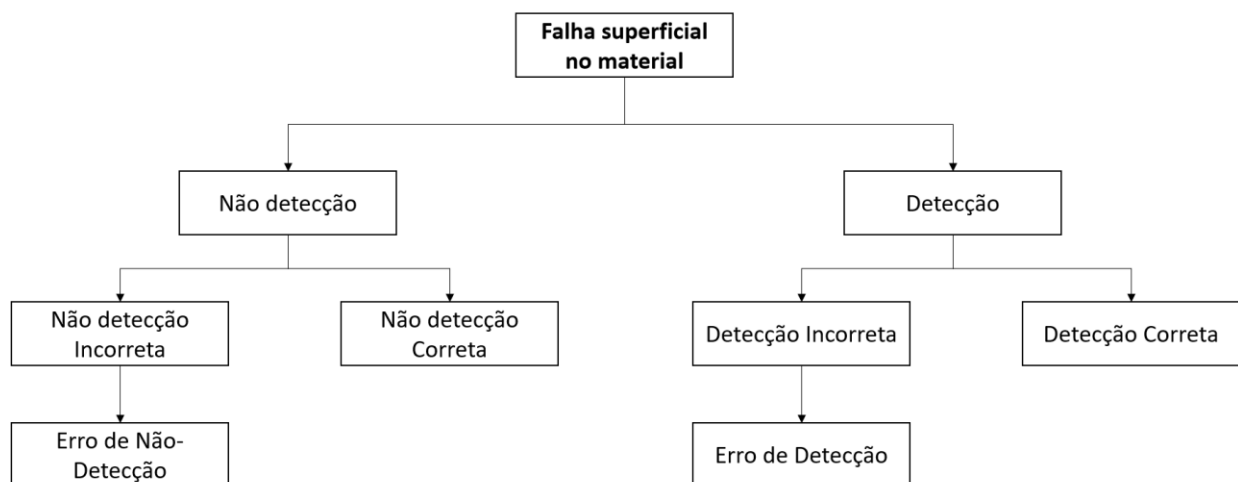 Falha superficial
no material
Não detecção
Detecção
Não detecção
Incorreta
Não detecção
Correta
Detecção Incorreta
Detecção Correta
Erro de Não-
Detecção
Erro de Detecção